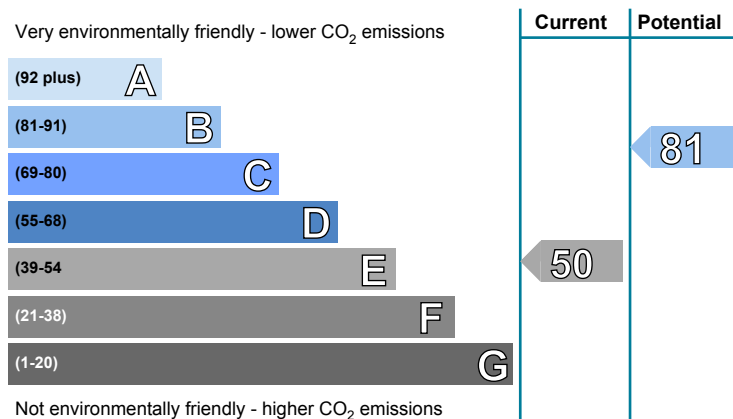 Current Potential
Very environmentally friendly - lower CO2 emissions
(92 plus) A
(81-91) B
81
(69-80) C
(55-68) D
(39-54 E
50
(21-38) F
(1-20) G
Not environmentally friendly - higher CO2 emissions